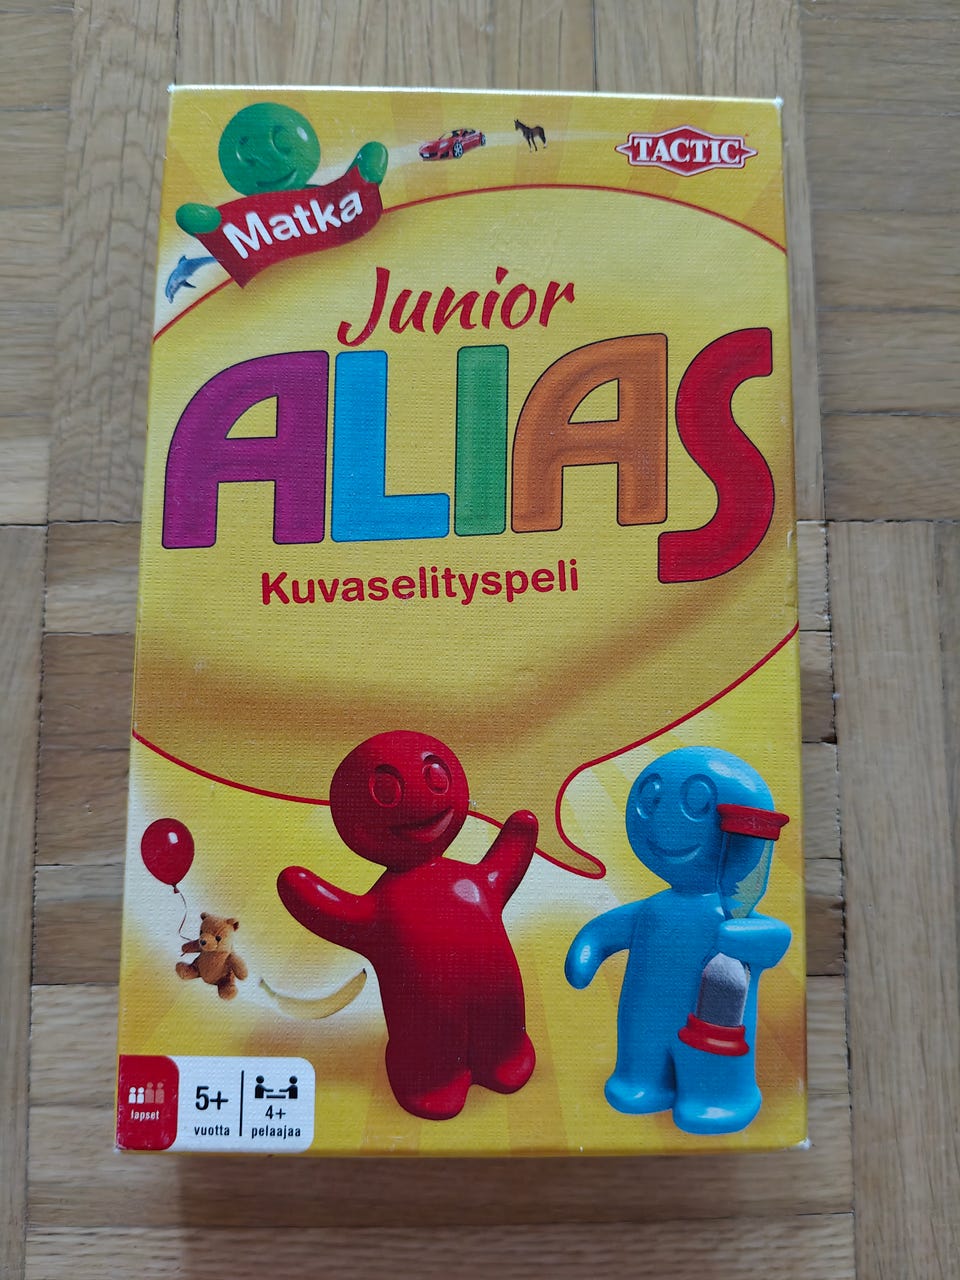 TACTIC
Matka
Junior
ALIAS
Kuvaselityspeli
lapset
5+
vuotta
4+
pelaajaa